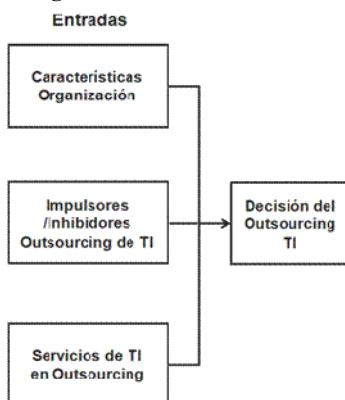 Entradas
Características
Organización
Impulsores
/Inhibidores
Outsourcing de TI
Decisión del
Outsourcing
TI
Servicios de TI
en Outsourcing